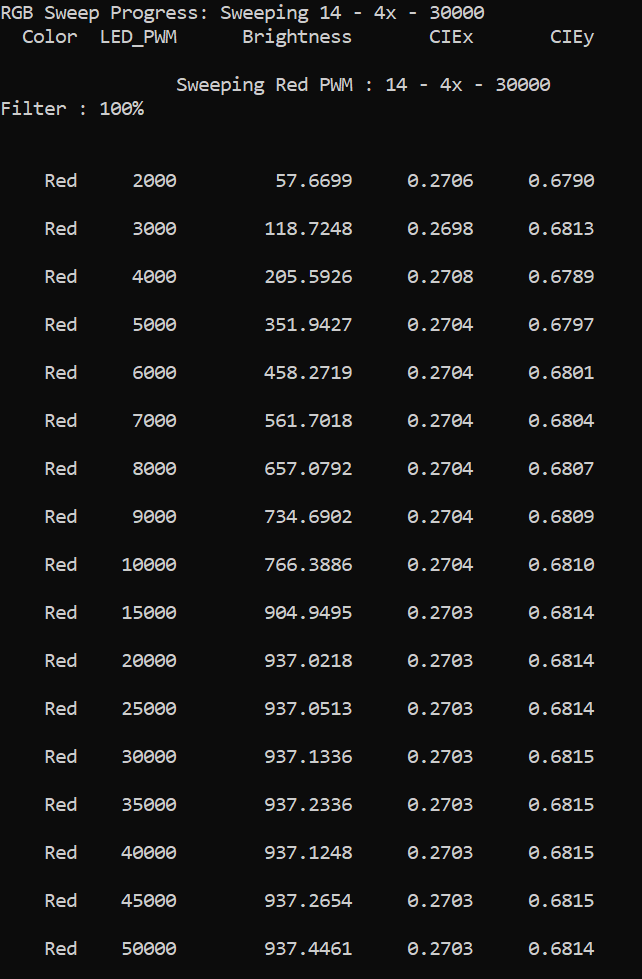 RGB Sweep Progress: Sweeping 14 - 4x - 30000
Color LED_PWM Brightness CIEx CIEy
Sweeping Red PWM : 14 - 4x - 30000
Filter : 100%
Red 2000 57.6699 0.2706 0.6790
Red 3000 118.7248 0.2698 0.6813
Red 4000 205.5926 0.2708 0.6789
Red 5000 351.9427 0.2704 0.6797
Red 6000 458.2719 0.2704 0.6801
Red 7000 561.7018 0.2704 0.6804
Red 8000 657.0792 0.2704 0.6807
Red 9000 734.6902 0.2704 0.6809
Red 10000 766.3886 0.2704 0.6810
Red 15000 904.9495 0.2703 0.6814
Red 20000 937.0218 0.2703 0.6814
Red 25000 937.0513 0.2703 0.6814
Red 30000 937.1336 0.2703 0.6815
Red 35000 937.2336 0.2703 0.6815
Red 40000 937.1248 0.2703 0.6815
Red 45000 937.2654 0.2703 0.6815
Red 50000 937.4461 0.2703 0.6814